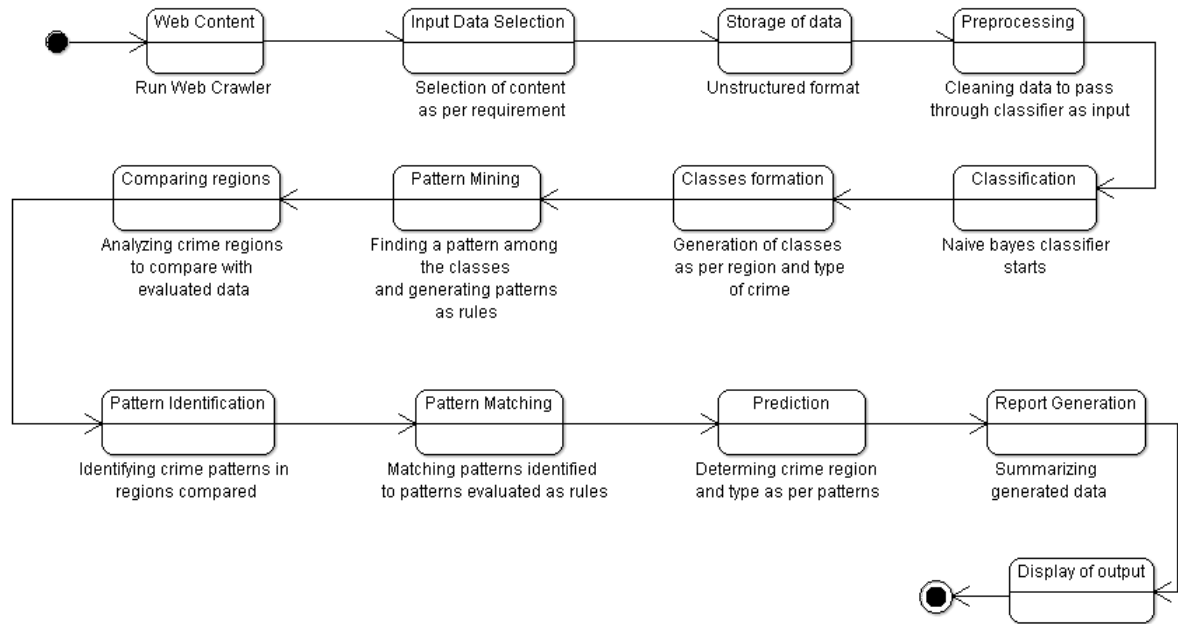 Web Content
Run Web Crawler
Input Data Selection
Selection of content
as per requirement
Storage of data
Unstructured format
Preprocessing
Cleaning data to pass
through classifier as input
Classification
Naive bayes classifier
starts
Classes formation
Generation of classes
as per region and type
of crime
Pattern Mining
Finding a pattern among
the classes
and generating patterns
as rules
Comparing regions
Analyzing crime regions
to compare with
evaluated data
Pattern Identification
Identifying crime patterns in
regions compared
Pattern Matching
Matching patterns identified
to patterns evaluated as rules
Prediction
Determing crime region
and type as per patterns
Report Generation
Summarizing
generated data
Display of output